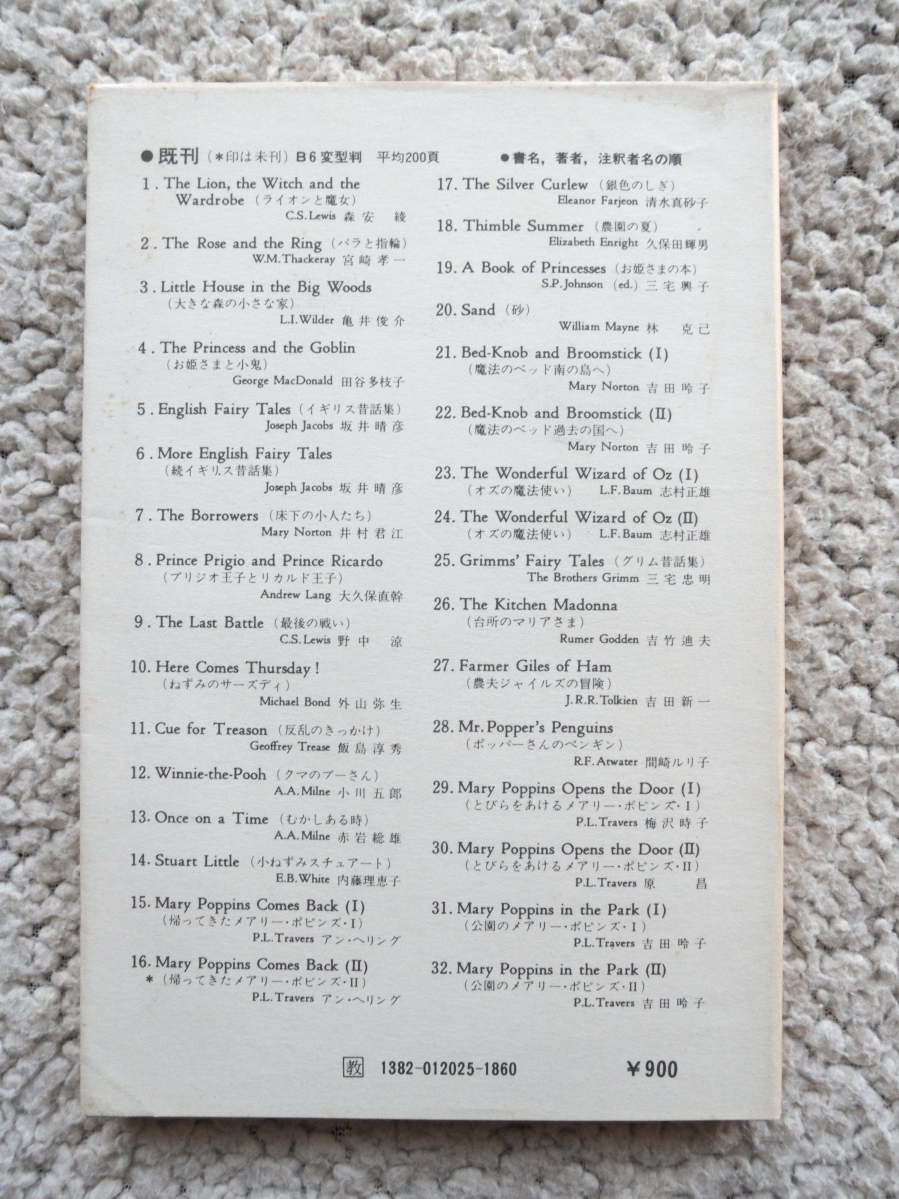 ●既刊（＊印は未刊）B6変型判　平均200頁
●書名，著者，注釈者名の順
1. The Lion, the Witch and the
Wardrobe（ライオンと魔女）
C.S.Lewis 森安　綾
2. The Rose and the Ring（バラと指輪）
W.M.Thackeray 宮崎孝一
3. Little House in the Big Woods
（大きな森の小さな家）
L.I.Wilder 亀井俊介
4. The Princess and the Goblin
（お姫さまと小鬼）
George MacDonald 田谷多枝子
5. English Fairy Tales（イギリス昔話集）
Joseph Jacobs 坂井晴彦
6. More English Fairy Tales
（続イギリス昔話集）
Joseph Jacobs 坂井晴彦
7. The Borrowers（床下の小人たち）
Mary Norton 井村君江
8. Prince Prigio and Prince Ricardo
（プリジオ王子とリカルド王子）
Andrew Lang 大久保直幹
9. The Last Battle（最後の戦い）
C.S.Lewis 野中　涼
10. Here Comes Thursday!
（ねずみのサーズディ）
Michael Bond 外山弥生
11. Cue for Treason（反乱のきっかけ）
Geoffrey Trease 飯島淳秀
12. Winnie-the-Pooh（クマのプーさん）
A.A.Milne 小川五郎
13. Once on a Time（むかしある時）
A.A.Milne 赤岩総雄
14. Stuart Little（小ねずみスチュアート）
E.B.White 内藤理恵子
15. Mary Poppins Comes Back (I)
（帰ってきたメアリー・ポピンズ・I）
P.L.Travers アン・ヘリング
16. Mary Poppins Comes Back (II)
＊（帰ってきたメアリー・ポピンズ・II）
P.L.Travers アン・ヘリング
17. The Silver Curlew（銀色のしぎ）
Eleanor Farjeon 清水真砂子
18. Thimble Summer（農園の夏）
Elizabeth Enright 久保田輝男
19. A Book of Princesses（お姫さまの本）
S.P.Johnson (ed.) 三宅興子
20. Sand（砂）
William Mayne 林　克己
21. Bed-Knob and Broomstick (I)
（魔法のベッド南の島へ）
Mary Norton 吉田昤子
22. Bed-Knob and Broomstick (II)
（魔法のベッド過去の国へ）
Mary Norton 吉田昤子
23. The Wonderful Wizard of Oz (I)
（オズの魔法使い）　L.F.Baum 志村正雄
24. The Wonderful Wizard of Oz (II)
（オズの魔法使い）　L.F.Baum 志村正雄
25. Grimms' Fairy Tales（グリム昔話集）
The Brothers Grimm 三宅忠明
26. The Kitchen Madonna
（台所のマリアさま）
Rumer Godden 吉竹迪夫
27. Farmer Giles of Ham
（農夫ジャイルズの冒険）
J.R.R.Tolkien 吉田新一
28. Mr. Popper's Penguins
（ポッパーさんのペンギン）
R.F.Atwater 間崎ルリ子
29. Mary Poppins Opens the Door (I)
（とびらをあけるメアリー・ポピンズ・I）
P.L.Travers 梅沢時子
30. Mary Poppins Opens the Door (II)
（とびらをあけるメアリー・ポピンズ・II）
P.L.Travers 原　昌
31. Mary Poppins in the Park (I)
（公園のメアリー・ポピンズ・I）
P.L.Travers 吉田昤子
32. Mary Poppins in the Park (II)
（公園のメアリー・ポピンズ・II）
P.L.Travers 吉田昤子
教 1382-012025-1860
￥900